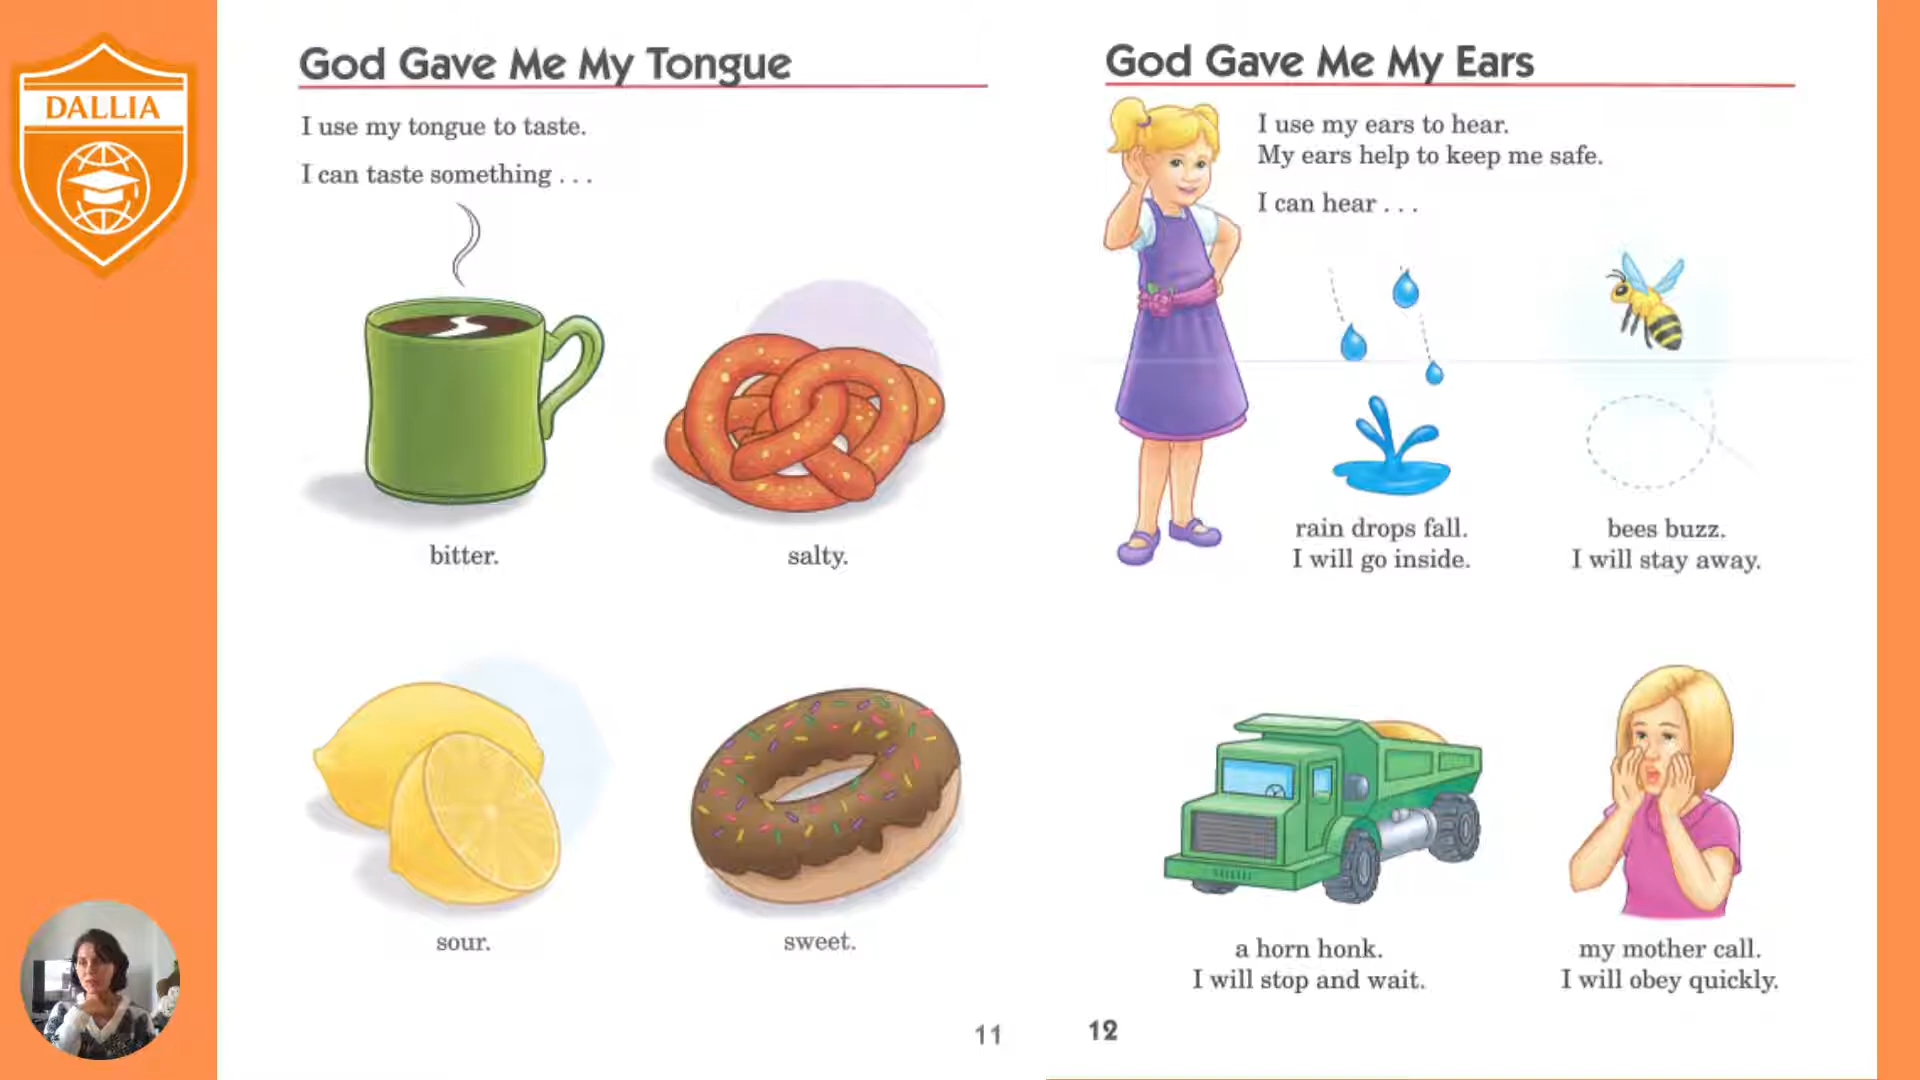 DALLIA
God Gave Me My Tongue
I use my tongue to taste.
I can taste something . . .
bitter.
salty.
sour.
sweet.
11
God Gave Me My Ears
I use my ears to hear.
My ears help to keep me safe.
I can hear . . .
rain drops fall.
I will go inside.
bees buzz.
I will stay away.
a horn honk.
I will stop and wait.
my mother call.
I will obey quickly.
12